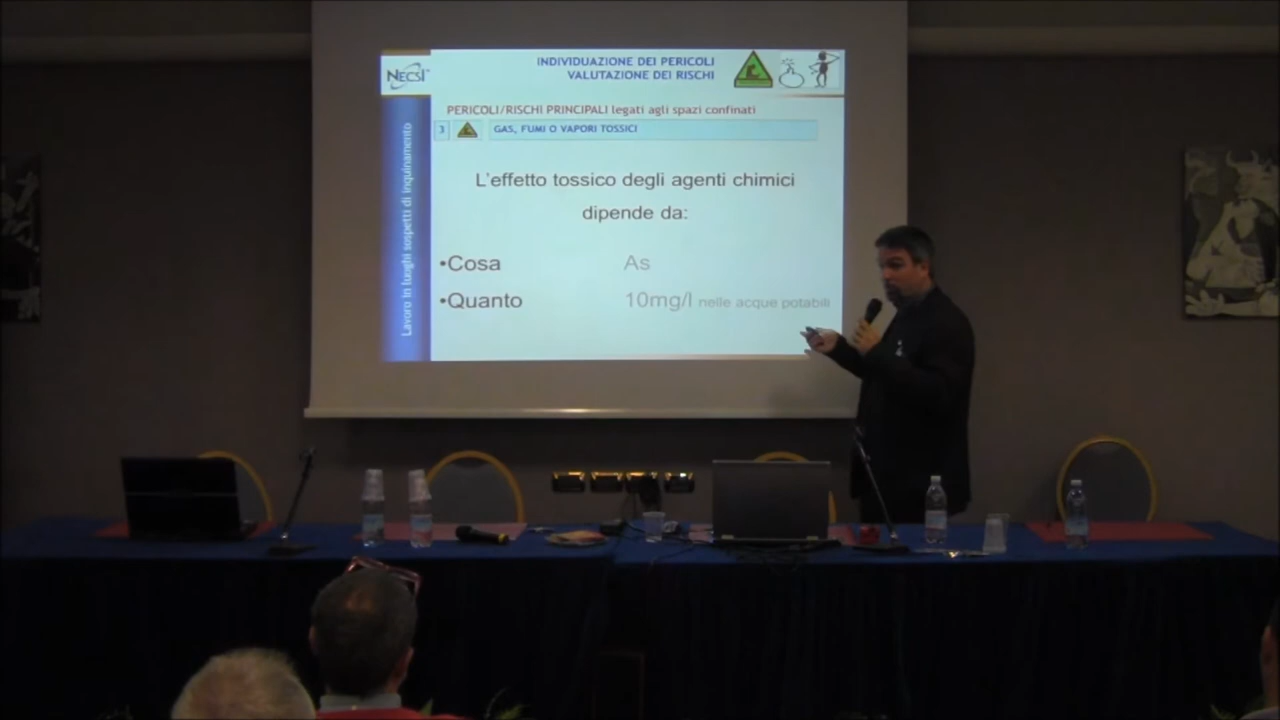 NECSI
INDIVIDUAZIONE DEI PERICOLI
VALUTAZIONE DEI RISCHI
PERICOLI/RISCHI PRINCIPALI legati agli spazi confinati
3 GAS, FUMI O VAPORI TOSSICI
Lavoro in luoghi sospetti di inquinamento
L'effetto tossico degli agenti chimici
dipende da:
•Cosa As
•Quanto 10mg/l nelle acque potabili